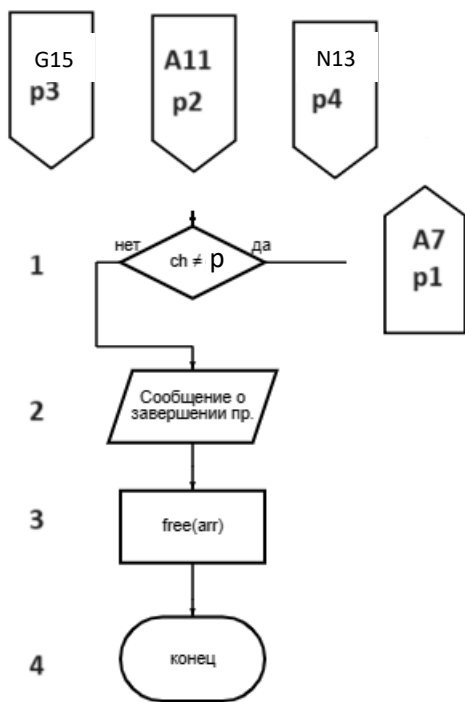 G15
p3
A11
p2
N13
p4
A7
p1
1
нет
да
ch ≠ p
2
Сообщение о
завершении пр.
3
free(arr)
4
конец